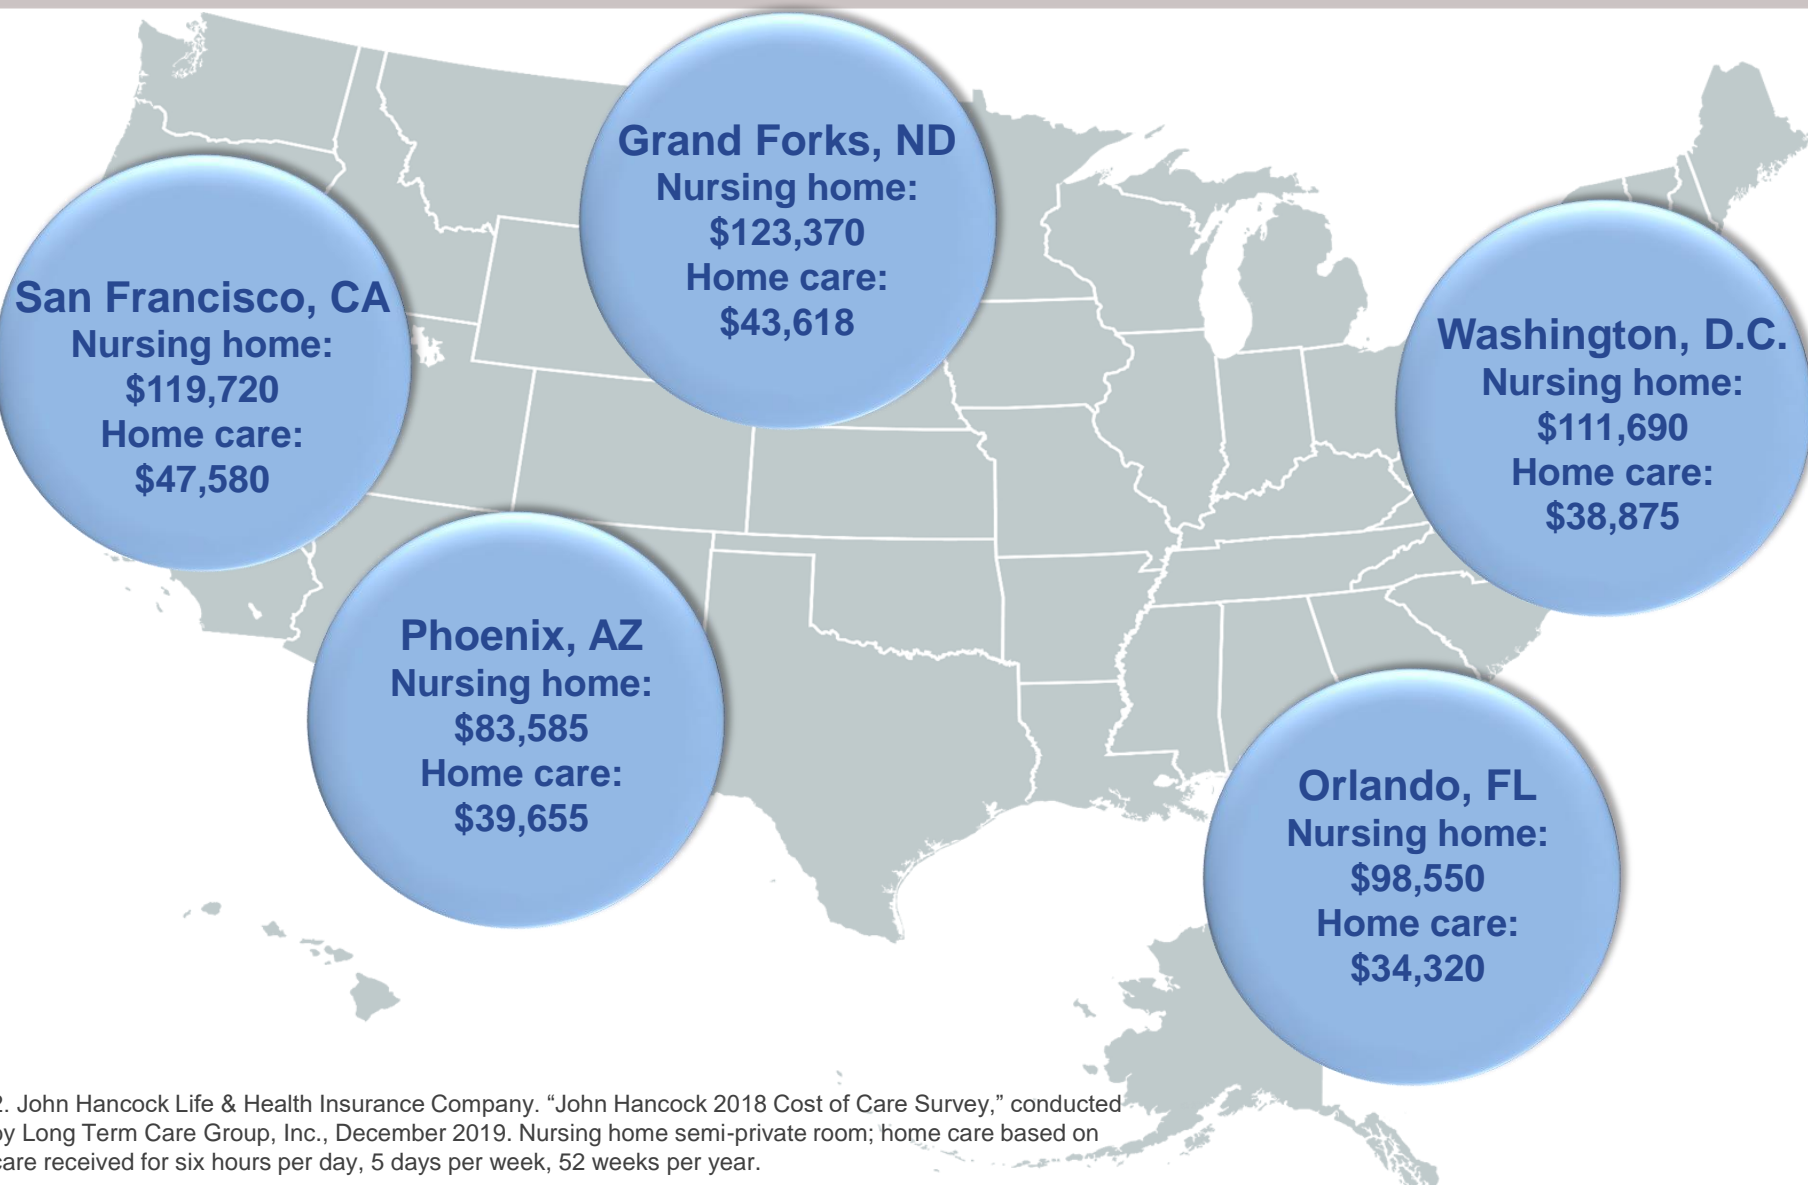 Grand Forks, ND
Nursing home:
$123,370
Home care:
$43,618
San Francisco, CA
Nursing home:
$119,720
Home care:
$47,580
Washington, D.C.
Nursing home:
$111,690
Home care:
$38,875
Phoenix, AZ
Nursing home:
$83,585
Home care:
$39,655
Orlando, FL
Nursing home:
$98,550
Home care:
$34,320
2. John Hancock Life & Health Insurance Company. “John Hancock 2018 Cost of Care Survey,” conducted
by Long Term Care Group, Inc., December 2019. Nursing home semi-private room; home care based on
care received for six hours per day, 5 days per week, 52 weeks per year.